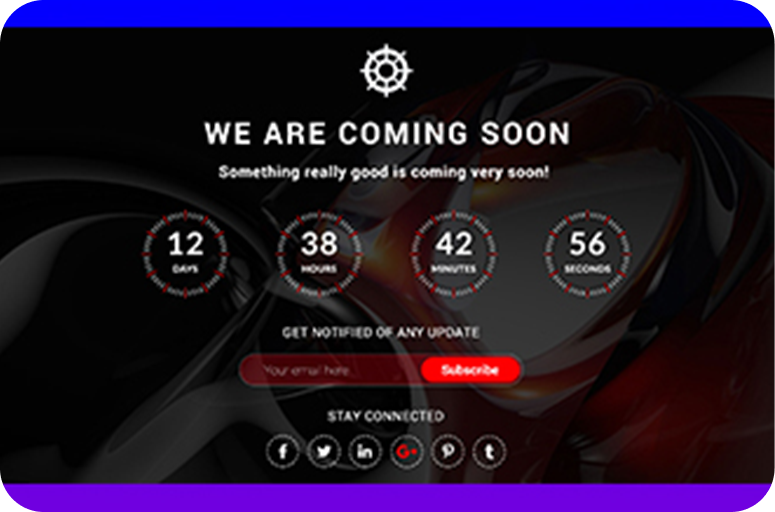 WE ARE COMING SOON
Something really good is coming very soon!
12 38 42 56
DAYS HOURS MINUTES SECONDS
GET NOTIFIED OF ANY UPDATE
Your email here Subscribe
STAY CONNECTED
f in G+ t